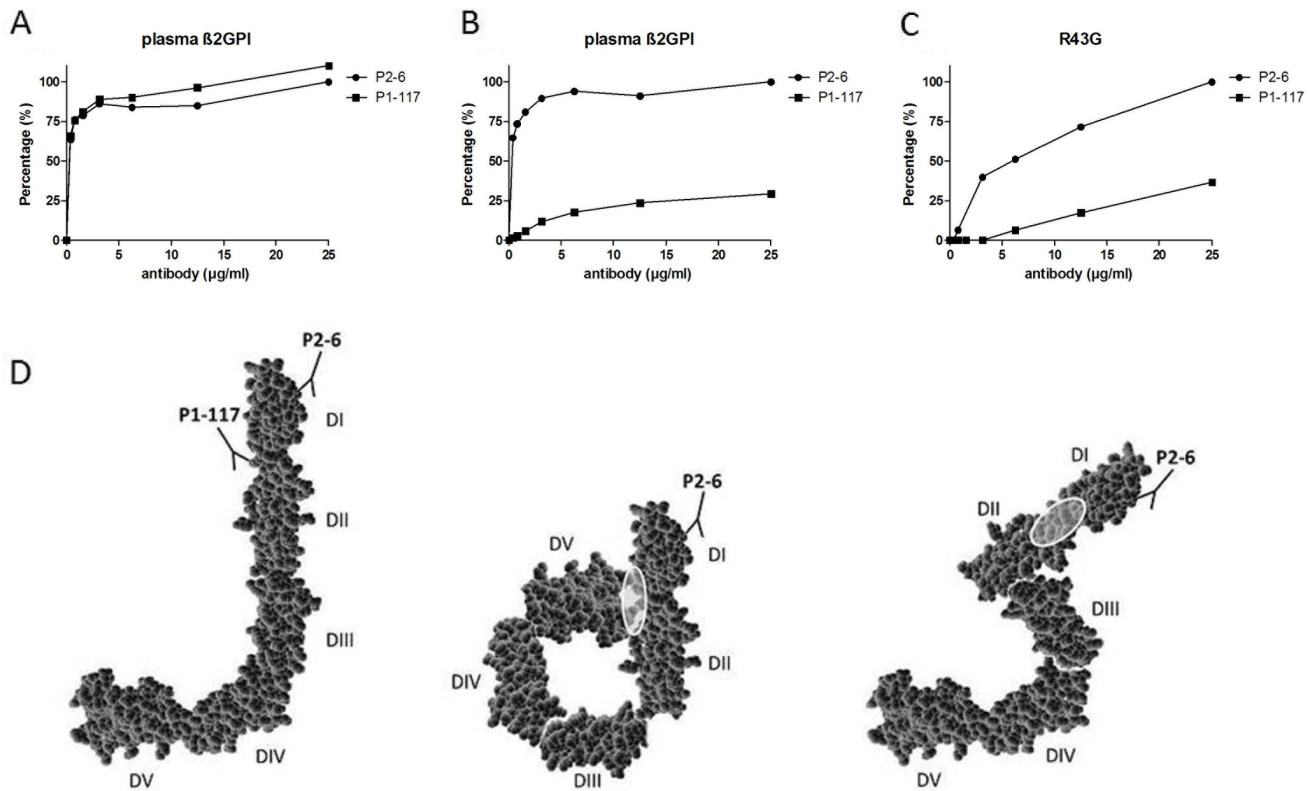 A
plasma ß2GPI
Percentage (%)
100
75
50
25
0
0 5 10 15 20 25
antibody (µg/ml)
P2-6
P1-117
B
plasma ß2GPI
Percentage (%)
100
75
50
25
0
0 5 10 15 20 25
antibody (µg/ml)
P2-6
P1-117
C
R43G
Percentage (%)
100
75
50
25
0
0 5 10 15 20 25
antibody (µg/ml)
P2-6
P1-117
D
P2-6
P1-117
DI
DII
DIII
DIV
DV
P2-6
DV
DI
DIV
DII
DIII
DI
P2-6
DII
DIII
DIV
DV